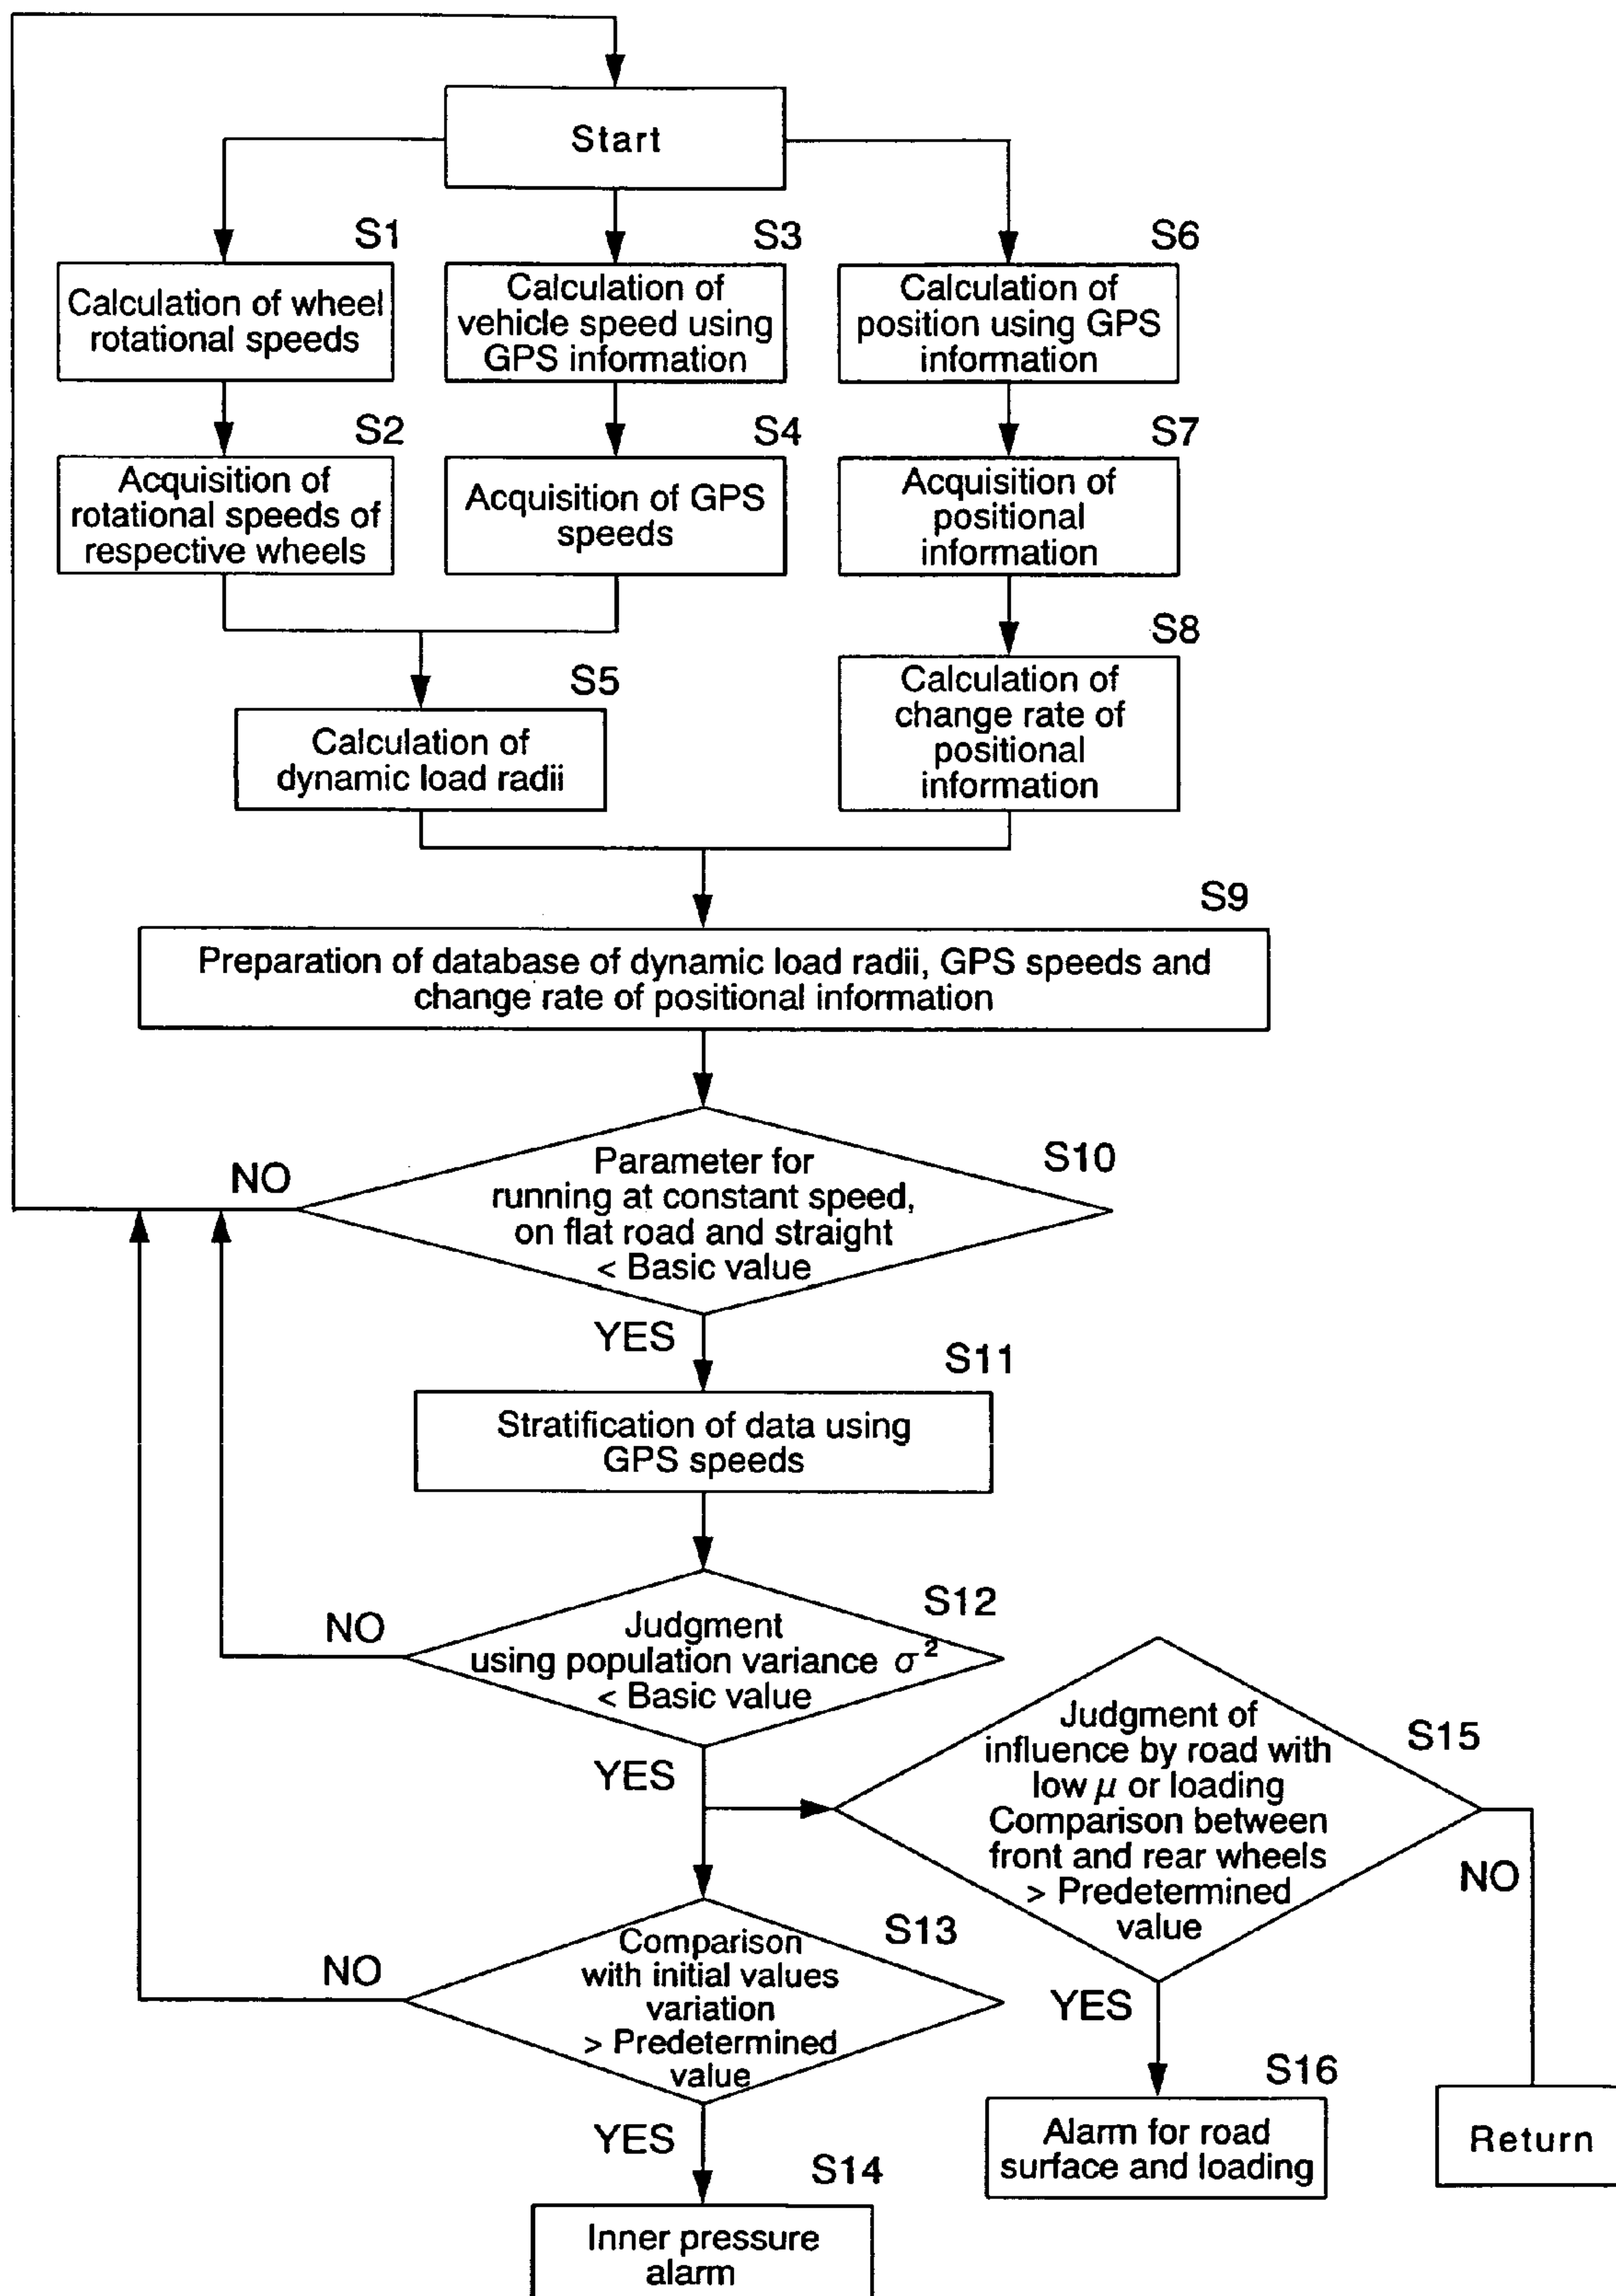 Start
S1
S3
S6
Calculation of wheel
rotational speeds
Calculation of
vehicle speed using
GPS information
Calculation of
position using GPS
information
S2
S4
S7
Acquisition of
rotational speeds of
respective wheels
Acquisition of GPS
speeds
Acquisition of
positional
information
S5
S8
Calculation of
dynamic load radii
Calculation of
change rate of
positional
information
S9
Preparation of database of dynamic load radii, GPS speeds and
change rate of positional information
S10
NO
Parameter for
running at constant speed,
on flat road and straight
< Basic value
YES
S11
Stratification of data using
GPS speeds
S12
NO
Judgment
using population variance σ²
< Basic value
YES
S15
Judgment of
influence by road with
low μ or loading
Comparison between
front and rear wheels
> Predetermined
value
NO
S13
NO
Comparison
with initial values
variation
> Predetermined
value
YES
S16
Alarm for road
surface and loading
Return
YES
S14
Inner pressure
alarm